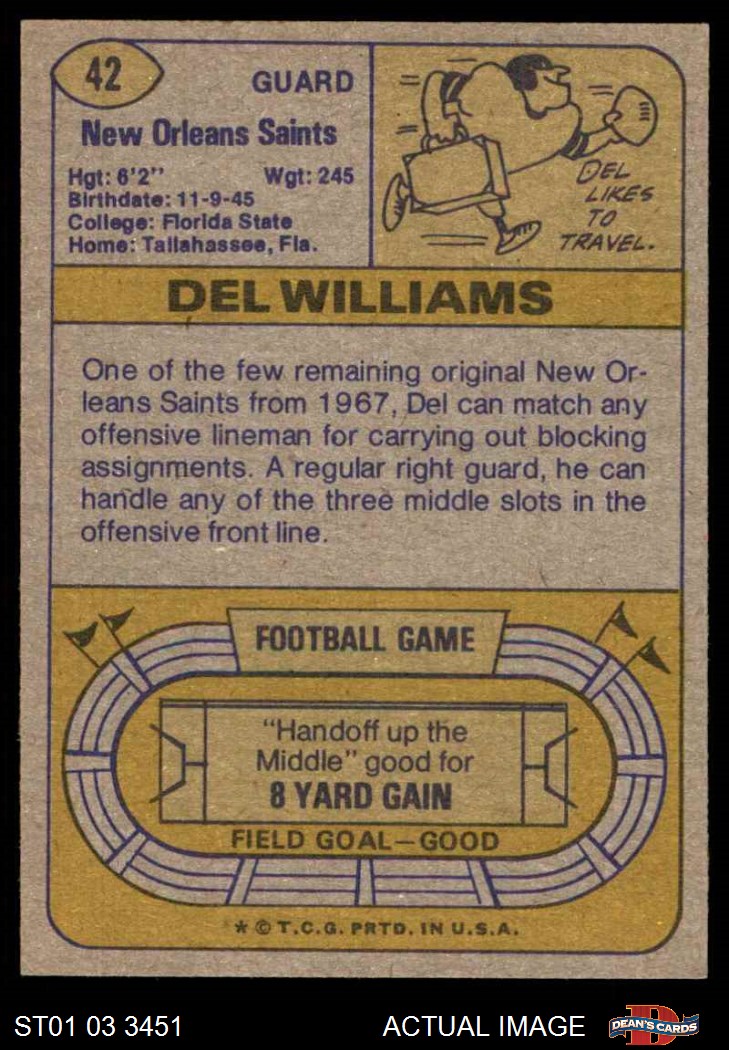 42
GUARD
New Orleans Saints
Hgt: 6'2" Wgt: 245
Birthdate: 11-9-45
College: Florida State
Home: Tallahassee, Fla.
DEL
LIKES
TO
TRAVEL.
DEL WILLIAMS
One of the few remaining original New Or-
leans Saints from 1967, Del can match any
offensive lineman for carrying out blocking
assignments. A regular right guard, he can
handle any of the three middle slots in the
offensive front line.
FOOTBALL GAME
"Handoff up the
Middle" good for
8 YARD GAIN
FIELD GOAL—GOOD
* © T.C.G. PRTD. IN U.S.A.
ST01 03 3451 ACTUAL IMAGE
D
DEAN'S CARDS